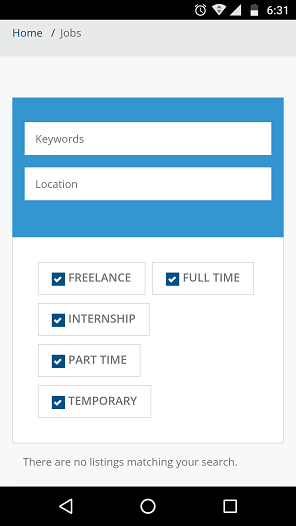 6:31
Home / Jobs
Keywords
Location
FREELANCE FULL TIME
INTERNSHIP
PART TIME
TEMPORARY
There are no listings matching your search.